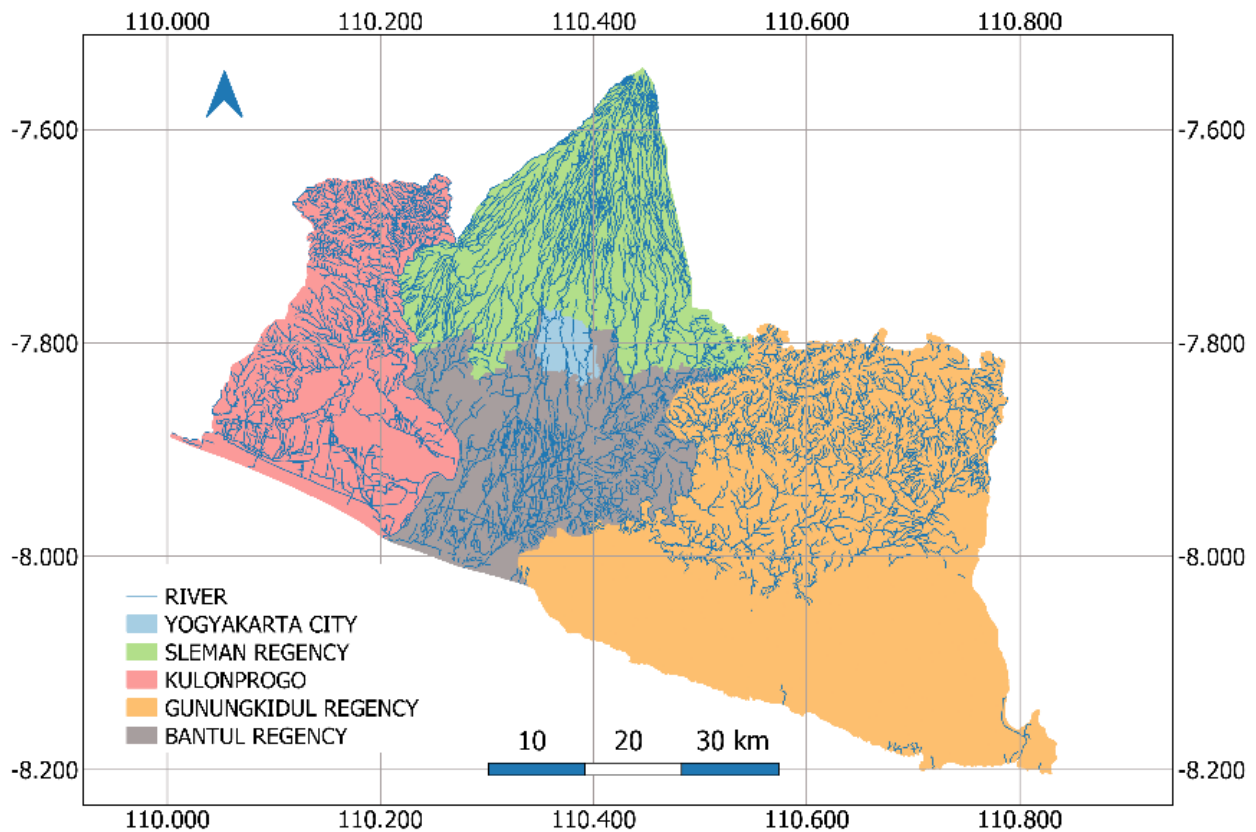 110.000 110.200 110.400 110.600 110.800
-7.600 -7.600
-7.800 -7.800
-8.000 -8.000
RIVER
YOGYAKARTA CITY
SLEMAN REGENCY
KULONPROGO
GUNUNGKIDUL REGENCY
BANTUL REGENCY
10 20 30 km
-8.200 -8.200
110.000 110.200 110.400 110.600 110.800